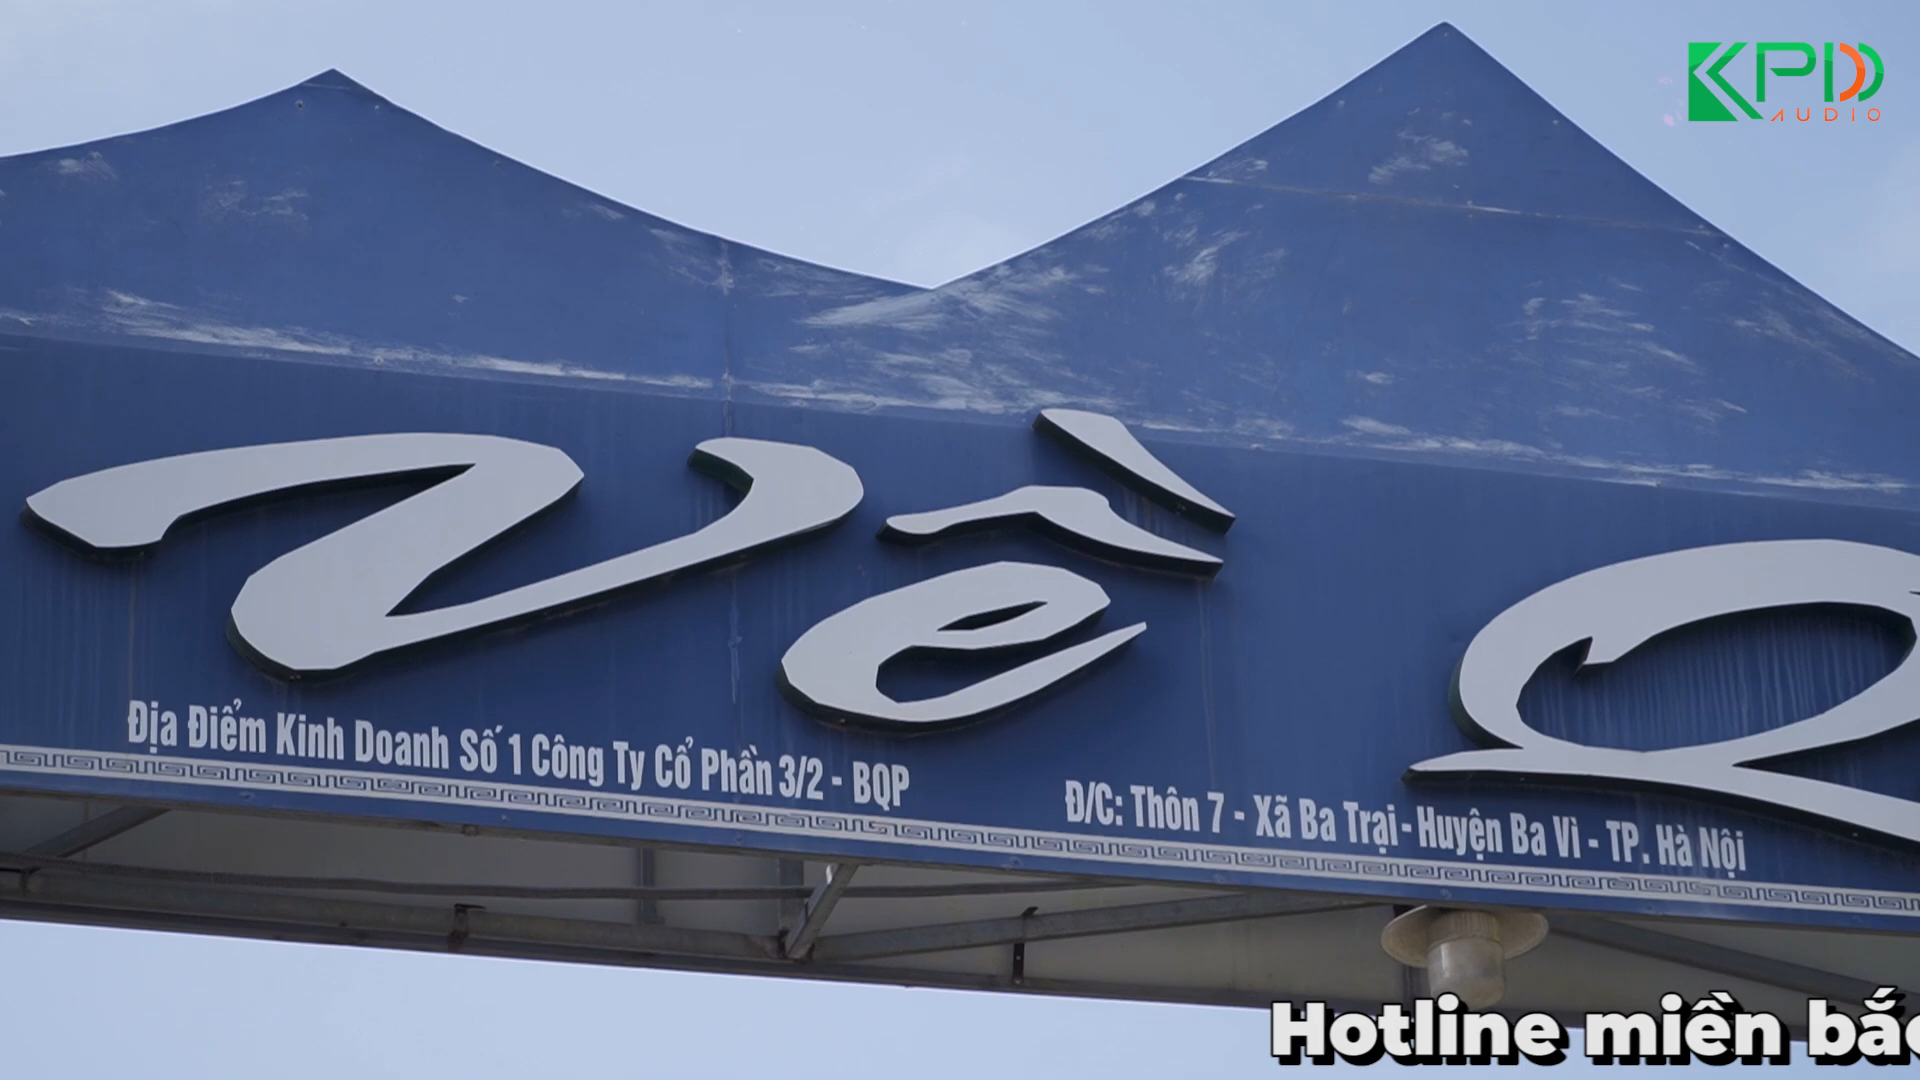 KPD
AUDIO
Về Q
Địa Điểm Kinh Doanh Số 1 Công Ty Cổ Phần 3/2 - BQP
Đ/C: Thôn 7 - Xã Ba Trại - Huyện Ba Vì - TP. Hà Nội
Hotline miền bắc